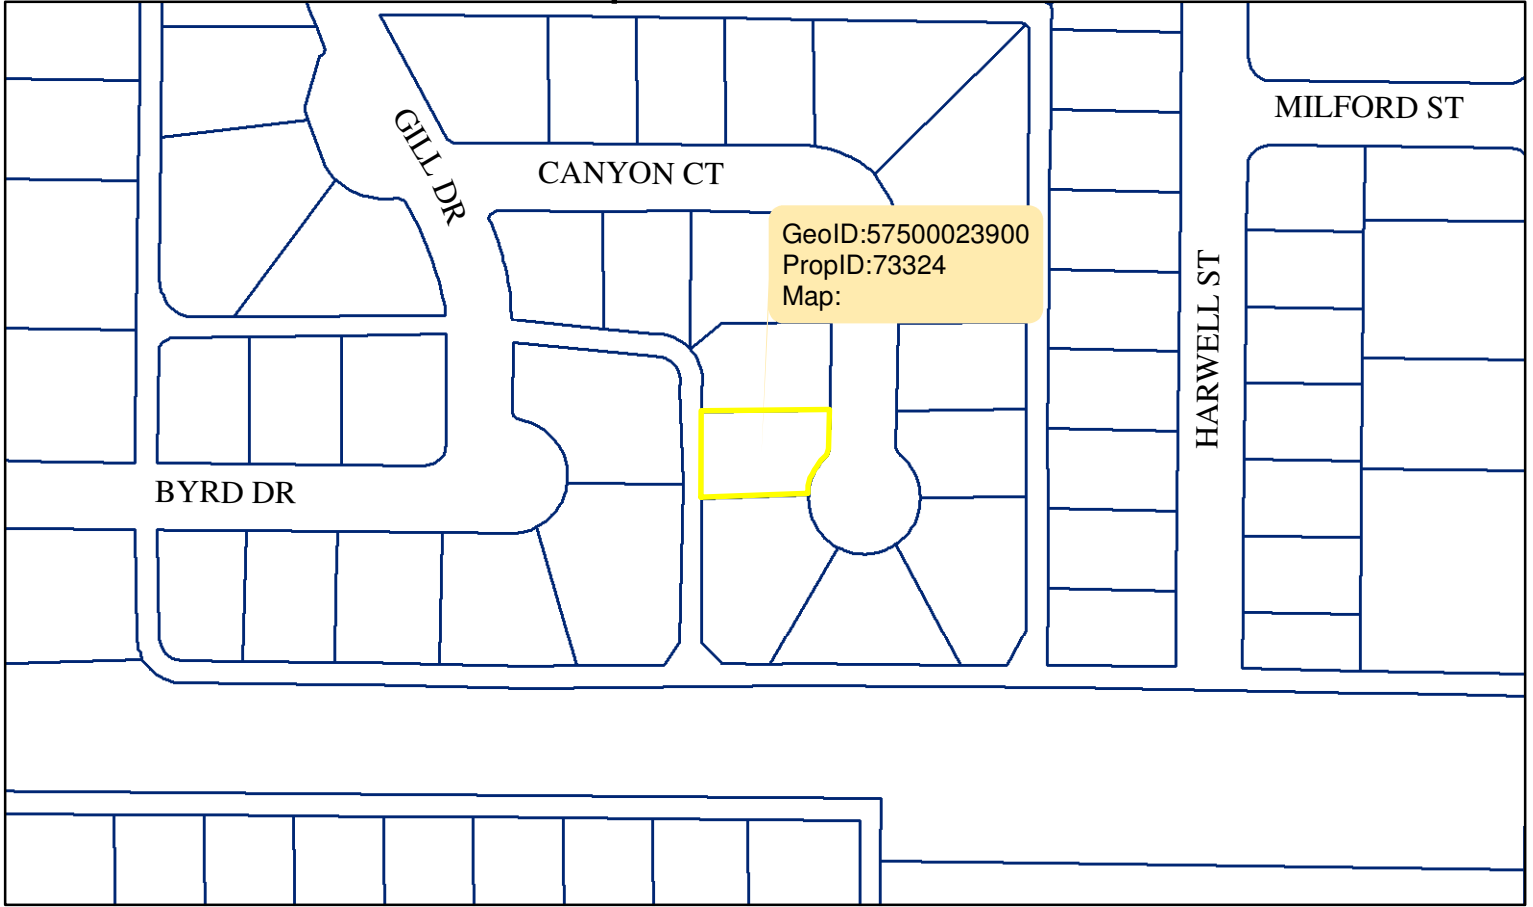 MILFORD ST
GILL DR
CANYON CT
GeoID:57500023900
PropID:73324
Map:
HARWELL ST
BYRD DR